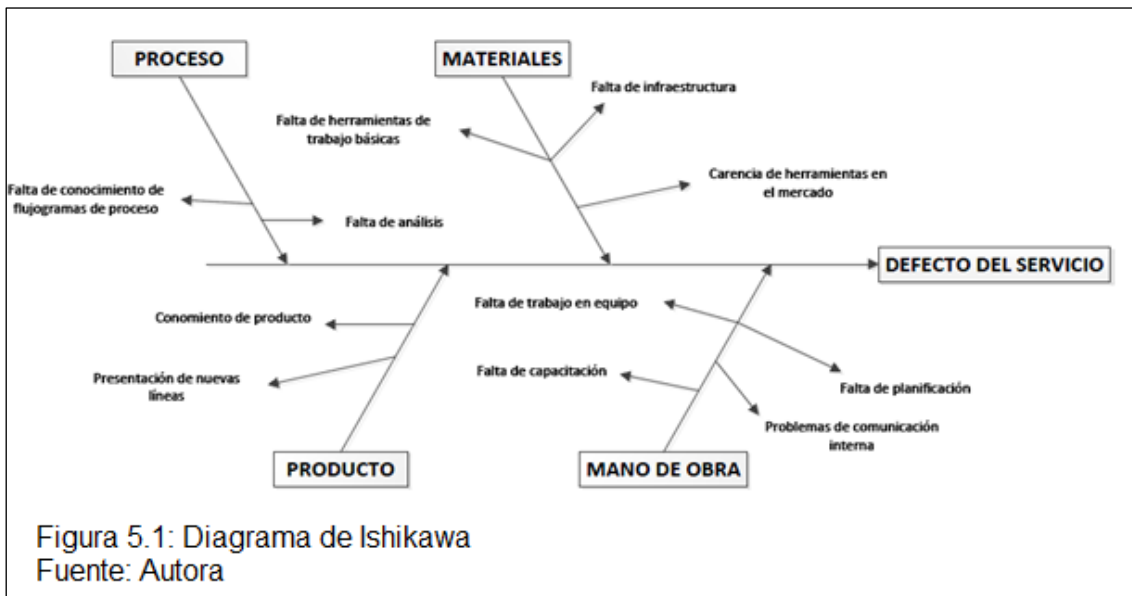 PROCESO
MATERIALES
Falta de infraestructura
Falta de herramientas de
trabajo básicas
Carencia de herramientas en
el mercado
Falta de conocimiento de
flujogramas de proceso
Falta de análisis
DEFECTO DEL SERVICIO
Conomiento de producto
Falta de trabajo en equipo
Presentación de nuevas
líneas
Falta de capacitación
Falta de planificación
Problemas de comunicación
interna
PRODUCTO
MANO DE OBRA
Figura 5.1: Diagrama de Ishikawa
Fuente: Autora